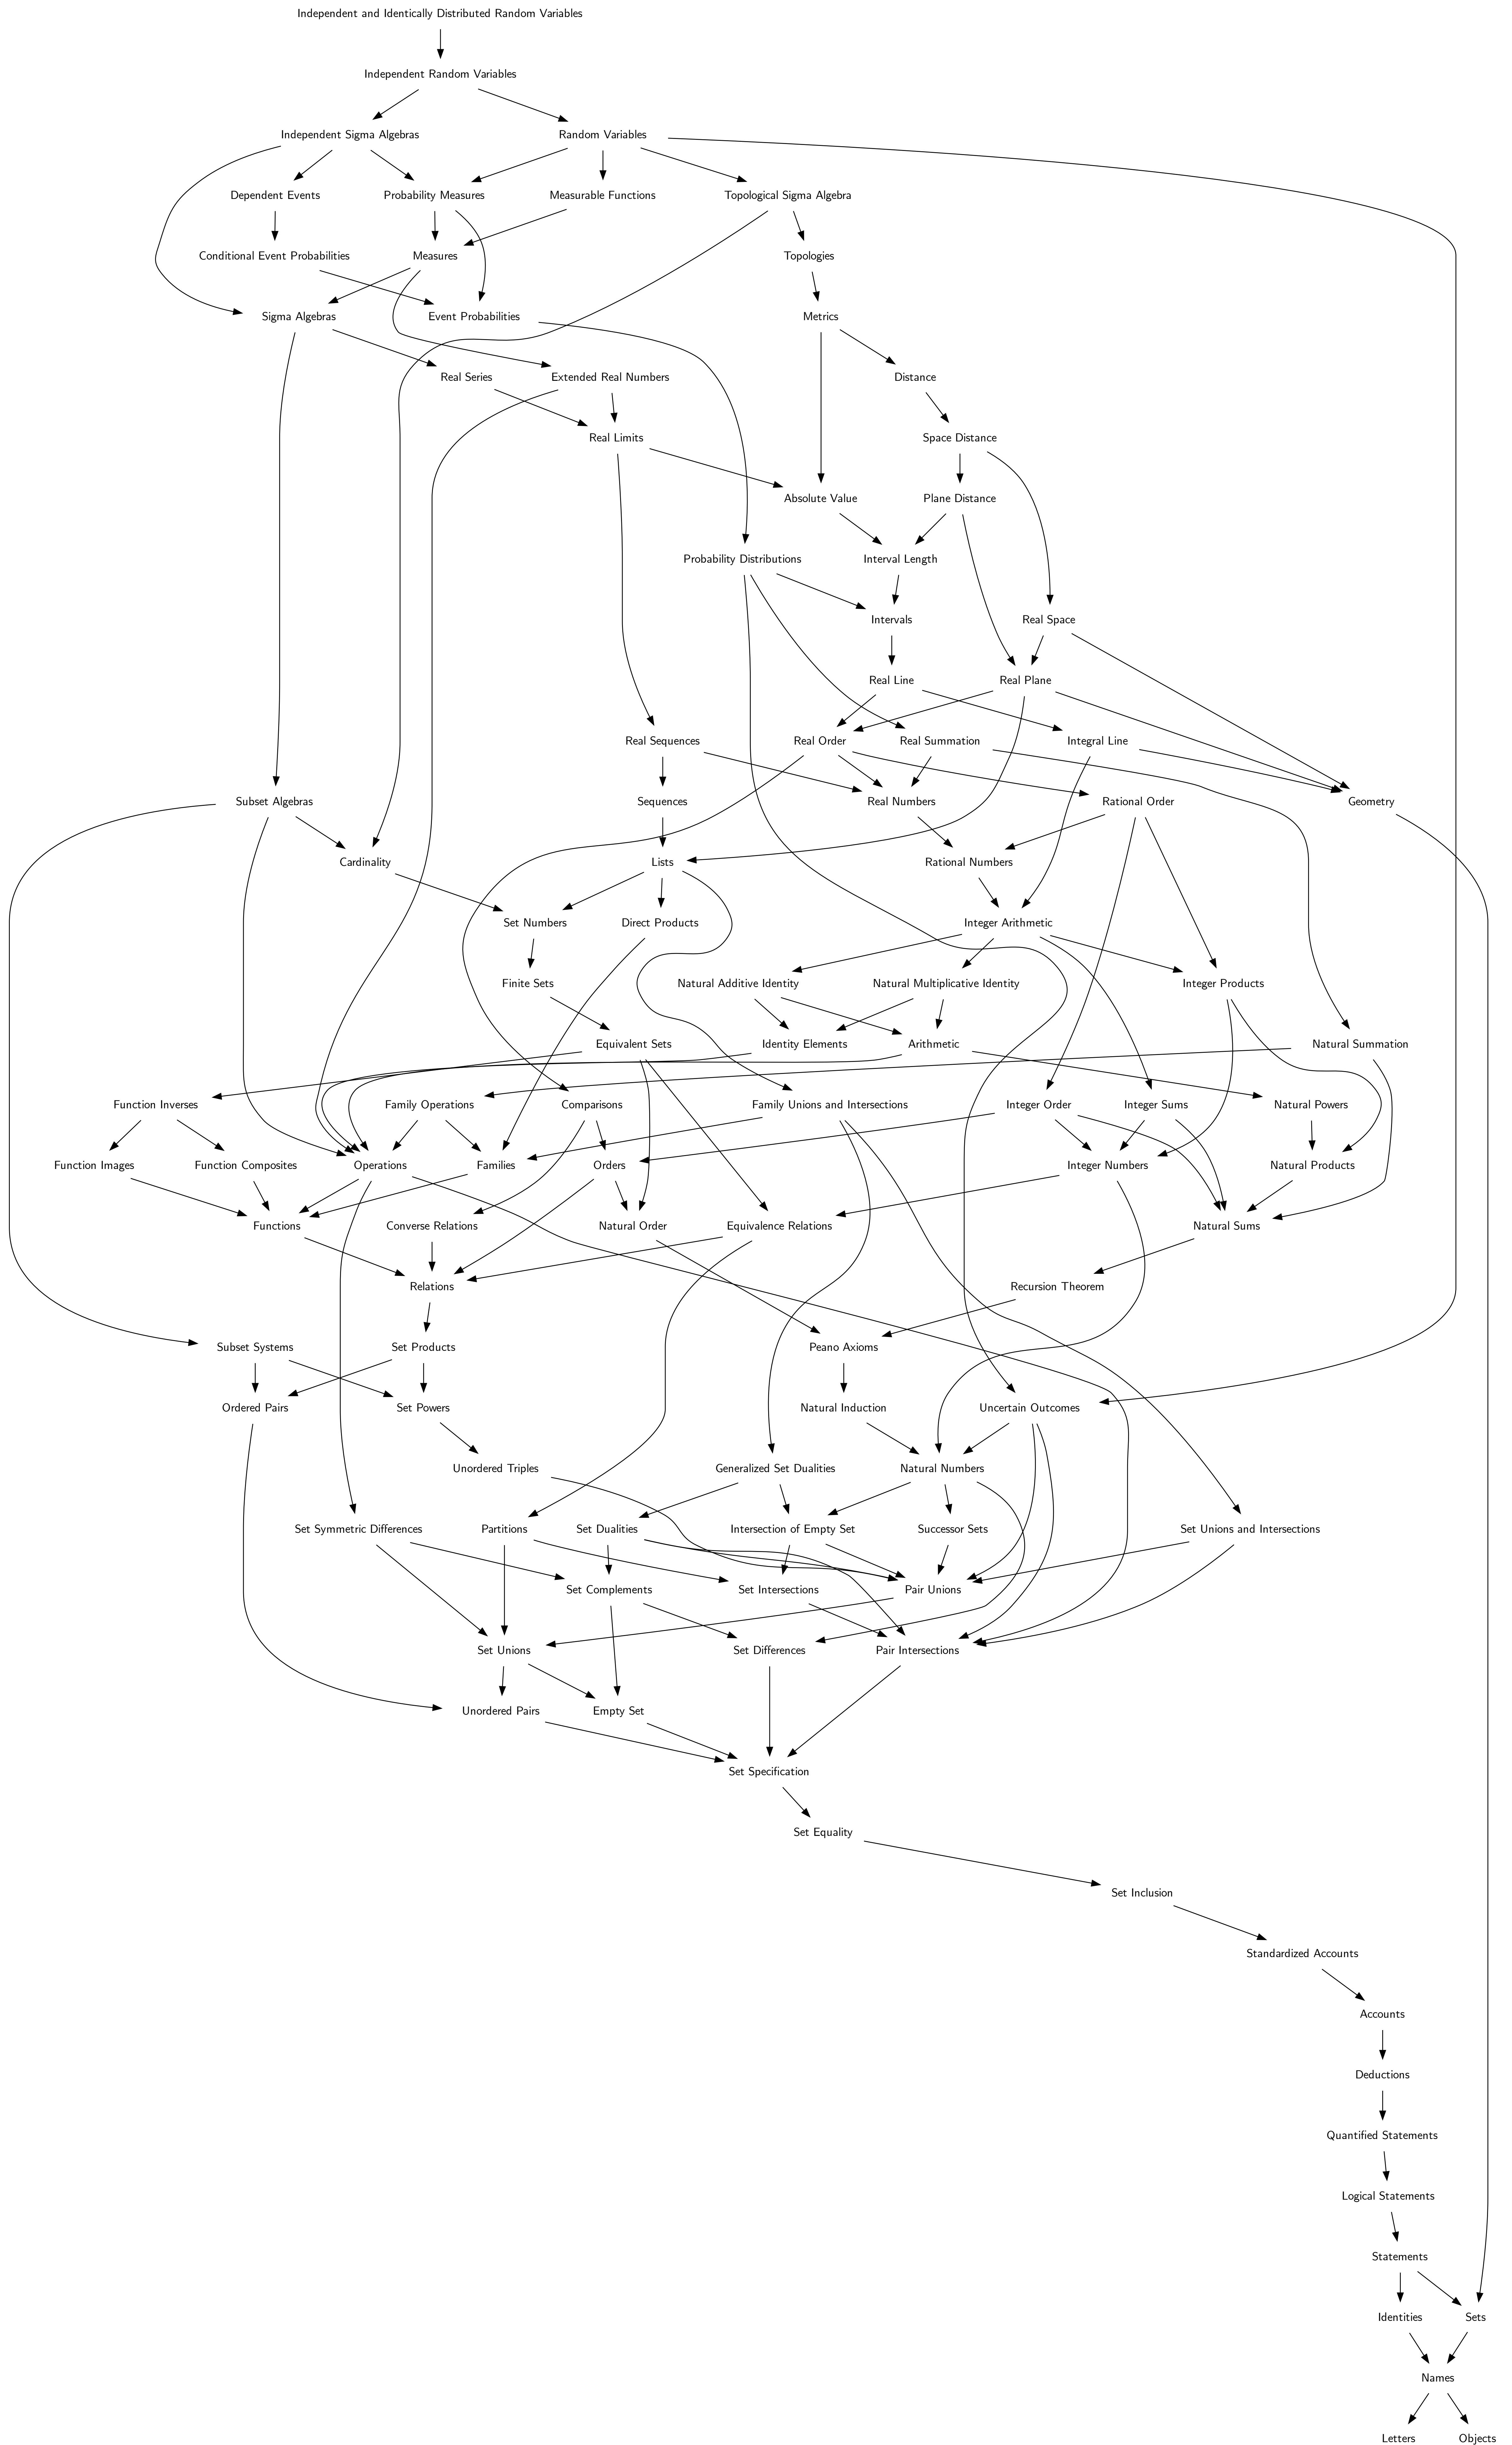 Independent and Identically Distributed Random Variables
Independent Random Variables
Independent Sigma Algebras
Random Variables
Dependent Events
Probability Measures
Measurable Functions
Topological Sigma Algebra
Conditional Event Probabilities
Measures
Topologies
Sigma Algebras
Event Probabilities
Metrics
Real Series
Extended Real Numbers
Distance
Real Limits
Space Distance
Absolute Value
Plane Distance
Probability Distributions
Interval Length
Intervals
Real Space
Real Line
Real Plane
Real Sequences
Real Order
Real Summation
Integral Line
Subset Algebras
Sequences
Real Numbers
Rational Order
Geometry
Cardinality
Lists
Rational Numbers
Set Numbers
Direct Products
Integer Arithmetic
Finite Sets
Natural Additive Identity
Natural Multiplicative Identity
Integer Products
Equivalent Sets
Identity Elements
Arithmetic
Natural Summation
Function Inverses
Family Operations
Comparisons
Family Unions and Intersections
Integer Order
Integer Sums
Natural Powers
Function Images
Function Composites
Operations
Families
Orders
Integer Numbers
Natural Products
Functions
Converse Relations
Natural Order
Equivalence Relations
Natural Sums
Relations
Recursion Theorem
Subset Systems
Set Products
Peano Axioms
Ordered Pairs
Set Powers
Natural Induction
Uncertain Outcomes
Unordered Triples
Generalized Set Dualities
Natural Numbers
Set Symmetric Differences
Partitions
Set Dualities
Intersection of Empty Set
Successor Sets
Set Unions and Intersections
Set Complements
Set Intersections
Pair Unions
Set Unions
Set Differences
Pair Intersections
Unordered Pairs
Empty Set
Set Specification
Set Equality
Set Inclusion
Standardized Accounts
Accounts
Deductions
Quantified Statements
Logical Statements
Statements
Identities
Sets
Names
Letters
Objects